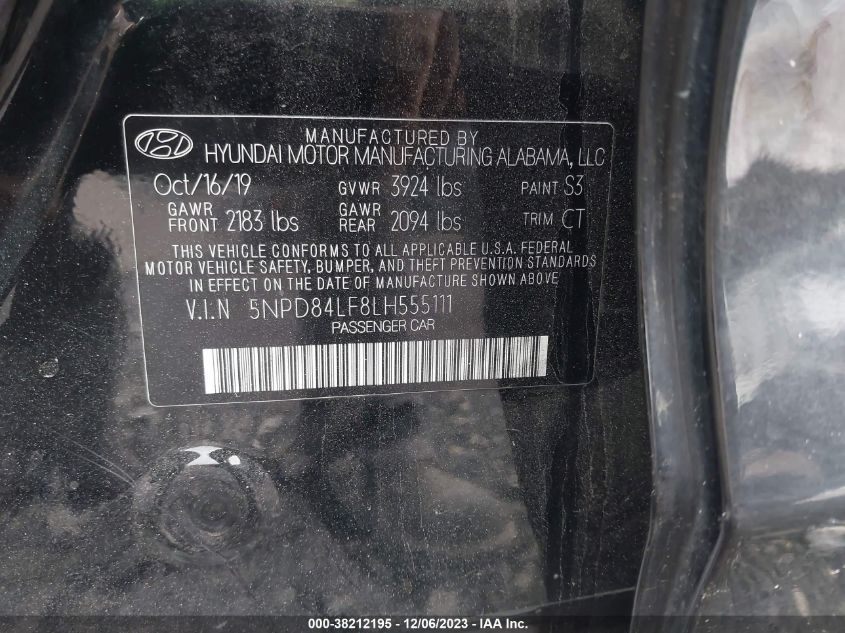 MANUFACTURED BY
HYUNDAI MOTOR MANUFACTURING ALABAMA, LLC
Oct/16/19 GVWR 3924 lbs PAINT S3
GAWR FRONT 2183 lbs GAWR REAR 2094 lbs TRIM CT
THIS VEHICLE CONFORMS TO ALL APPLICABLE U.S.A. FEDERAL
MOTOR VEHICLE SAFETY, BUMPER, AND THEFT PREVENTION STANDARDS
IN EFFECT ON THE DATE OF MANUFACTURE SHOWN ABOVE
V.I.N 5NPD84LF8LH555111
PASSENGER CAR
000-38212195 - 12/06/2023 - IAA Inc.